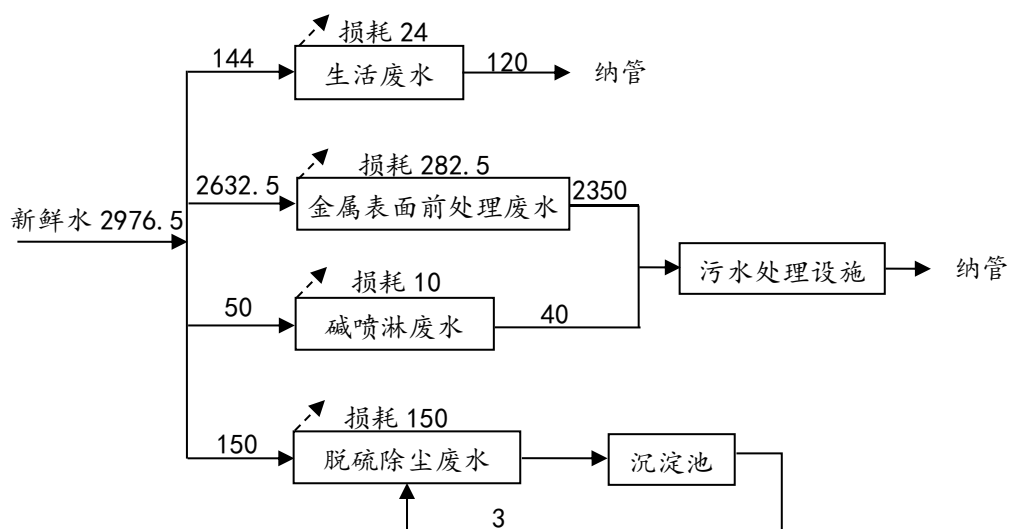 损耗 24
144
生活废水
120
纳管
损耗 282.5
2632.5
金属表面前处理废水
2350
新鲜水 2976.5
污水处理设施
纳管
损耗 10
50
碱喷淋废水
40
损耗 150
150
脱硫除尘废水
沉淀池
3